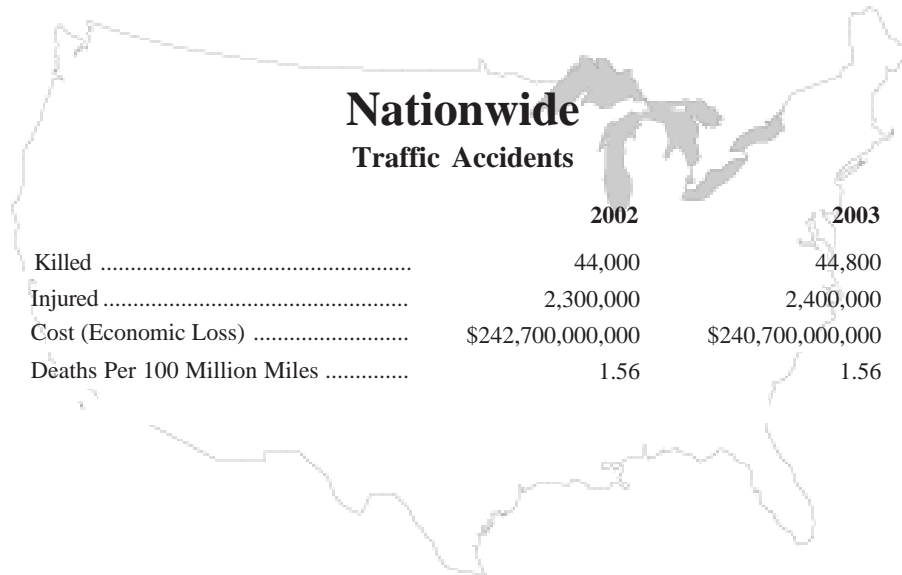 Nationwide
Traffic Accidents
2002 2003
Killed ................................................... 44,000 44,800
Injured .................................................. 2,300,000 2,400,000
Cost (Economic Loss) .......................... $242,700,000,000 $240,700,000,000
Deaths Per 100 Million Miles .............. 1.56 1.56